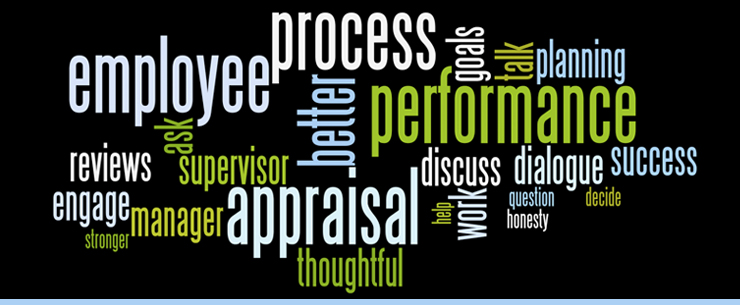 process
goals
talk
planning
employee
better
performance
ask
reviews
supervisor
discuss
dialogue
success
engage
manager
appraisal
help
work
question
decide
honesty
stronger
thoughtful